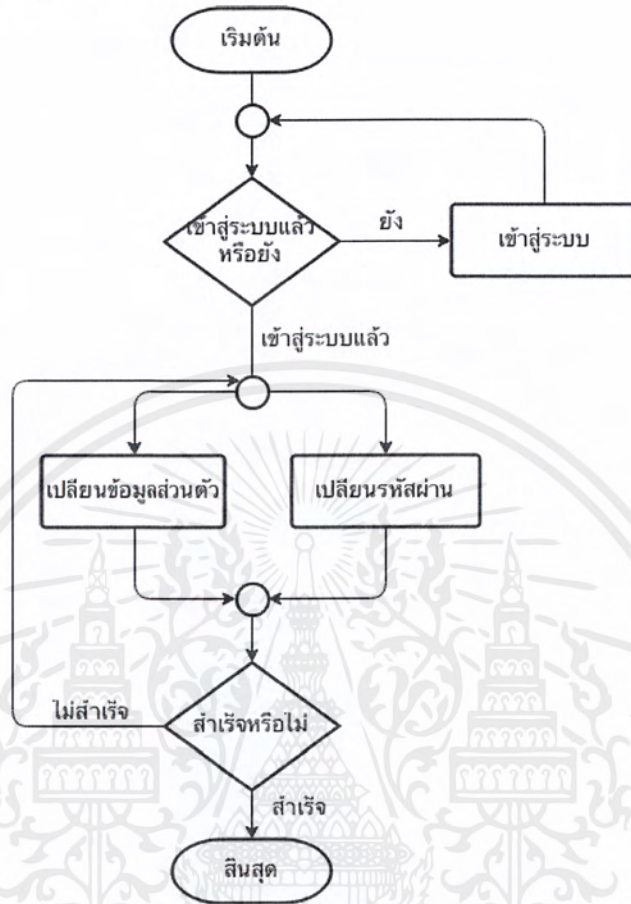 เริ่มต้น
เข้าสู่ระบบแล้ว
หรือยัง
ยัง
เข้าสู่ระบบ
เข้าสู่ระบบแล้ว
เปลี่ยนข้อมูลส่วนตัว
เปลี่ยนรหัสผ่าน
ไม่สำเร็จ
สำเร็จหรือไม่
สำเร็จ
สิ้นสุด